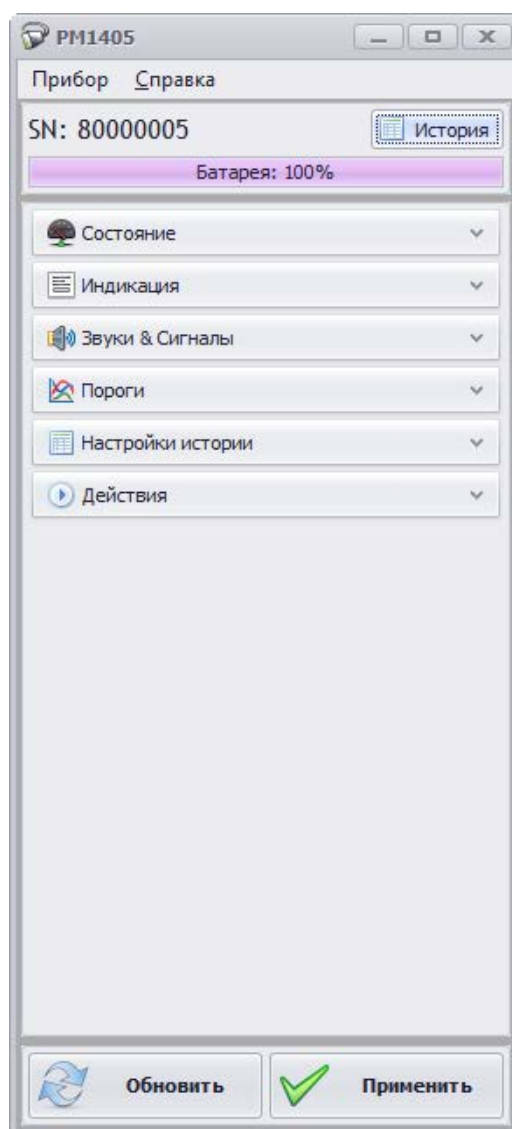 PM1405
Прибор Справка
SN: 80000005 История
Батарея: 100%
Состояние
Индикация
Звуки & Сигналы
Пороги
Настройки истории
Действия
Обновить Применить